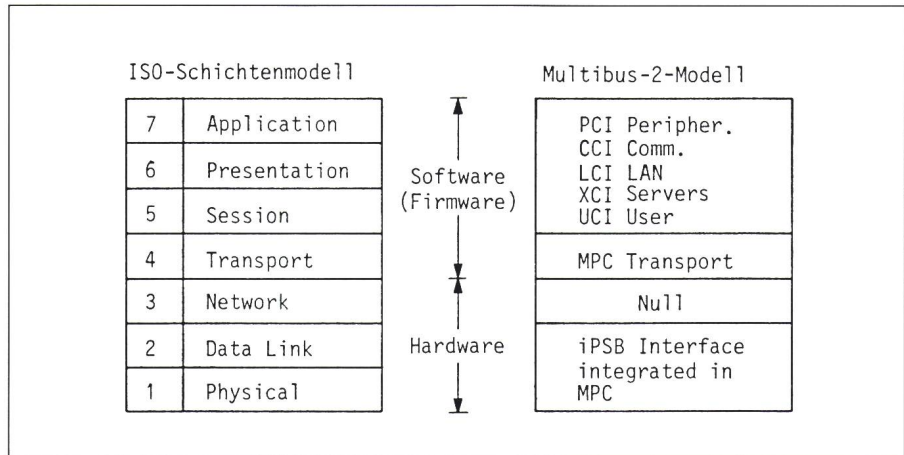 ISO-Schichtenmodell
7 Application
6 Presentation
5 Session
4 Transport
3 Network
2 Data Link
1 Physical
Software
(Firmware)
Hardware
Multibus-2-Modell
PCI Peripher.
CCI Comm.
LCI LAN
XCI Servers
UCI User
MPC Transport
Null
iPSB Interface
integrated in
MPC